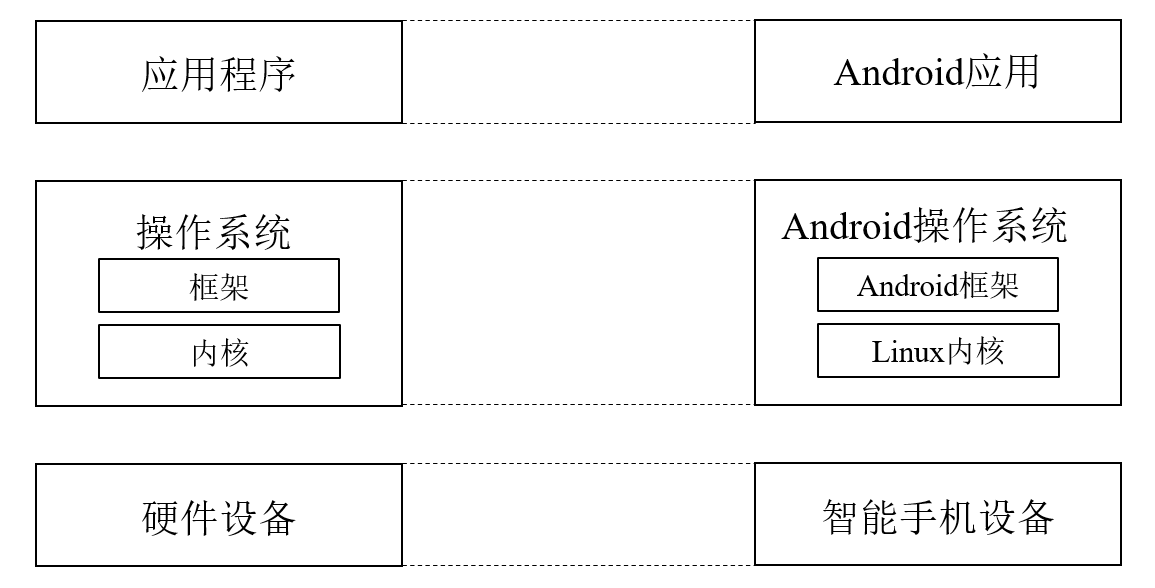 应用程序
Android应用
操作系统
框架
内核
Android操作系统
Android框架
Linux内核
硬件设备
智能手机设备